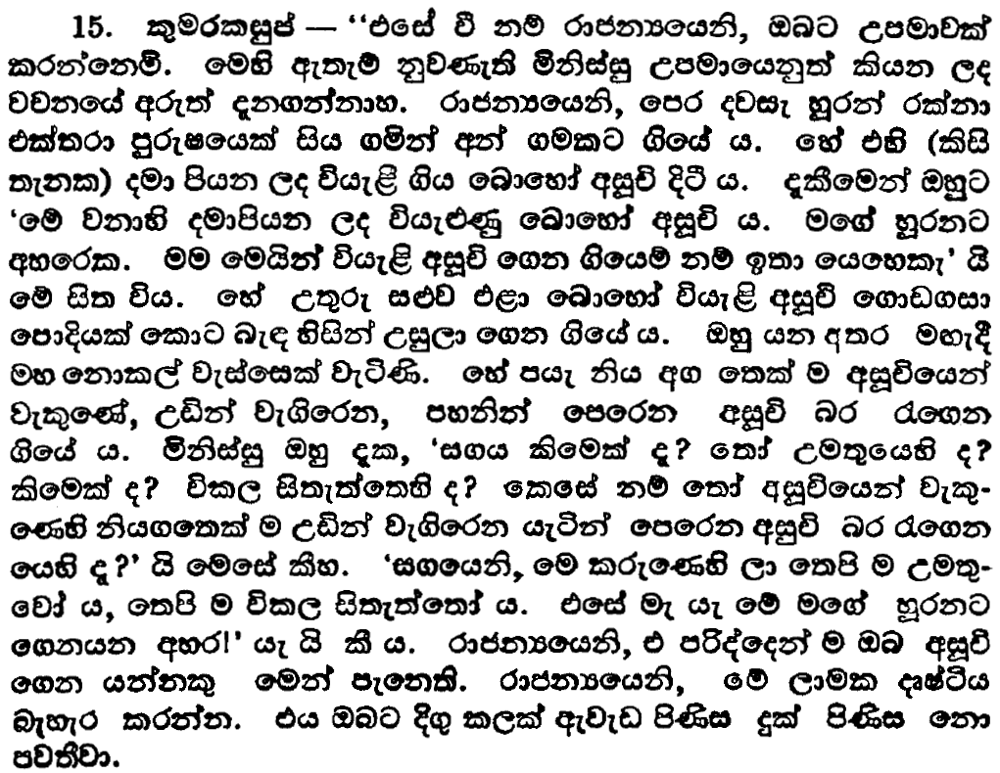 15. කුමරකසුප් — “එසේ වී නම් රාජන්‍යයෙනි, ඔබට උපමාවක්
කරන්නෙමි. මෙහි ඇතැම් නුවණැති මිනිස්සු උපමායෙනුත් කියන ලද
වචනයේ අරුත් දැනගන්නාහ. රාජන්‍යයෙනි, පෙර දවසැ හූරන් රක්නා
එක්තරා පුරුෂයෙක් සිය ගමින් අන් ගමකට ගියේ ය. හේ එහි (කිසි
තැනක) දමා පියන ලද වියැළී ගිය බොහෝ අසූචි දිටී ය. දැකීමෙන් ඔහුට
‘මේ වනාහි දමාපියන ලද වියැළුණු බොහෝ අසූචි ය. මගේ හූරනට
අහරෙක. මම මෙයින් වියැළි අසූචි ගෙන ගියෙම් නම් ඉතා යෙහෙකැ’ යි
මේ සිත විය. හේ උතුරු සළුව එළා බොහෝ වියැළි අසූචි ගොඩගසා
පොදියක් කොට බැඳ හිසින් උසුලා ගෙන ගියේ ය. ඔහු යන අතර මහැදී
මහ නොකල් වැස්සෙක් වැටිණි. හේ පයැ නිය අග තෙක් ම අසූචියෙන්
වැකුණේ, උඩින් වැගිරෙන, පහනින් පෙරෙන අසූචි බර රැගෙන
ගියේ ය. මිනිස්සු ඔහු දැක, ‘සගය කිමෙක් ද? තෝ උමතුයෙහි ද?
කිමෙක් ද? විකල සිතැත්තෙහි ද? කෙසේ නම් තෝ අසූචියෙන් වැකු-
ණෙහි නියගතෙක් ම උඩින් වැගිරෙන යැටින් පෙරෙන අසුචි බර රැගෙන
යෙහි ද?’ යි මෙසේ කීහ. ‘සගයෙනි, මෙ කරුණෙහි ලා තෙපි ම උමතු-
වෝ ය, තෙපි ම විකල සිතැත්තෝ ය. එසේ මැ යැ මේ මගේ හූරනට
ගෙනයන අහර!’ යැ යි කී ය. රාජන්‍යයෙනි, එ පරිද්දෙන් ම ඔබ අසූචි
ගෙන යන්නකු මෙන් පැනෙති. රාජන්‍යයෙනි, මේ ලාමක දෘෂ්ටිය
බැහැර කරන්න. එය ඔබට දිගු කලක් ඇවැඩ පිණිස දුක් පිණිස නො
පවතීවා.